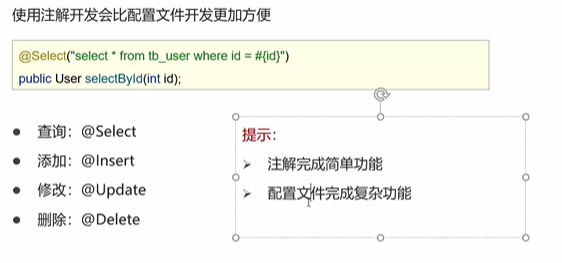 使用注解开发会比配置文件开发更加方便
@Select("select * from tb_user where id = #{id}")
public User selectById(int id);
● 查询：@Select
● 添加：@Insert
● 修改：@Update
● 删除：@Delete
提示：
➢ 注解完成简单功能
➢ 配置文件完成复杂功能